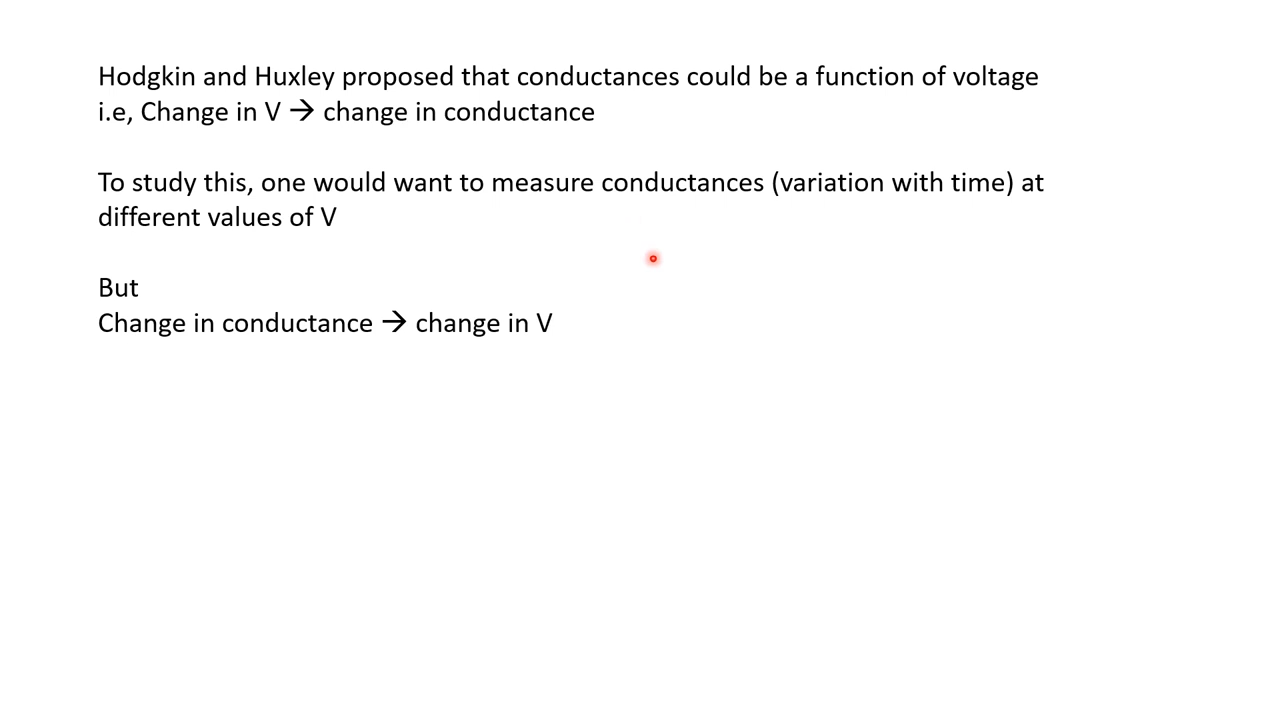 Hodgkin and Huxley proposed that conductances could be a function of voltage
i.e, Change in V → change in conductance
To study this, one would want to measure conductances (variation with time) at
different values of V
But
Change in conductance → change in V